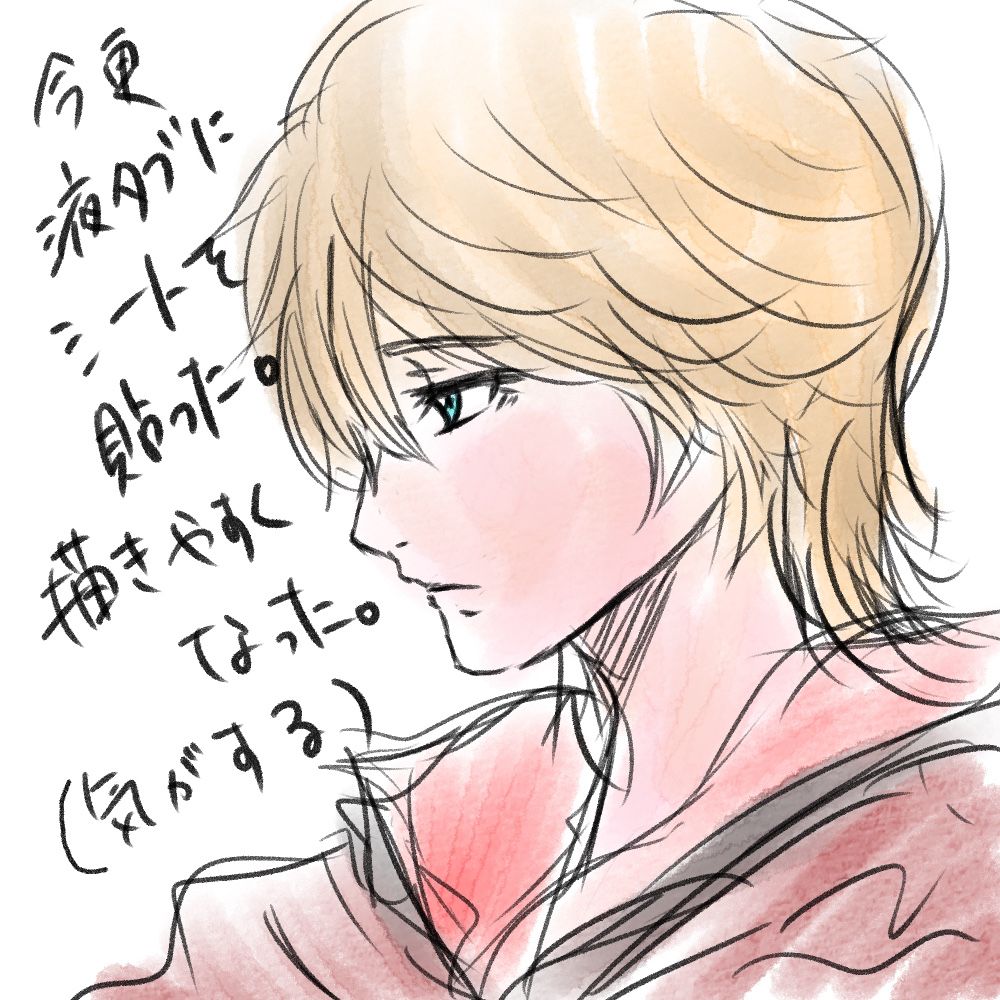 今更
液タブに
シートを
貼った。
描きやすく
なった。
(気がする)